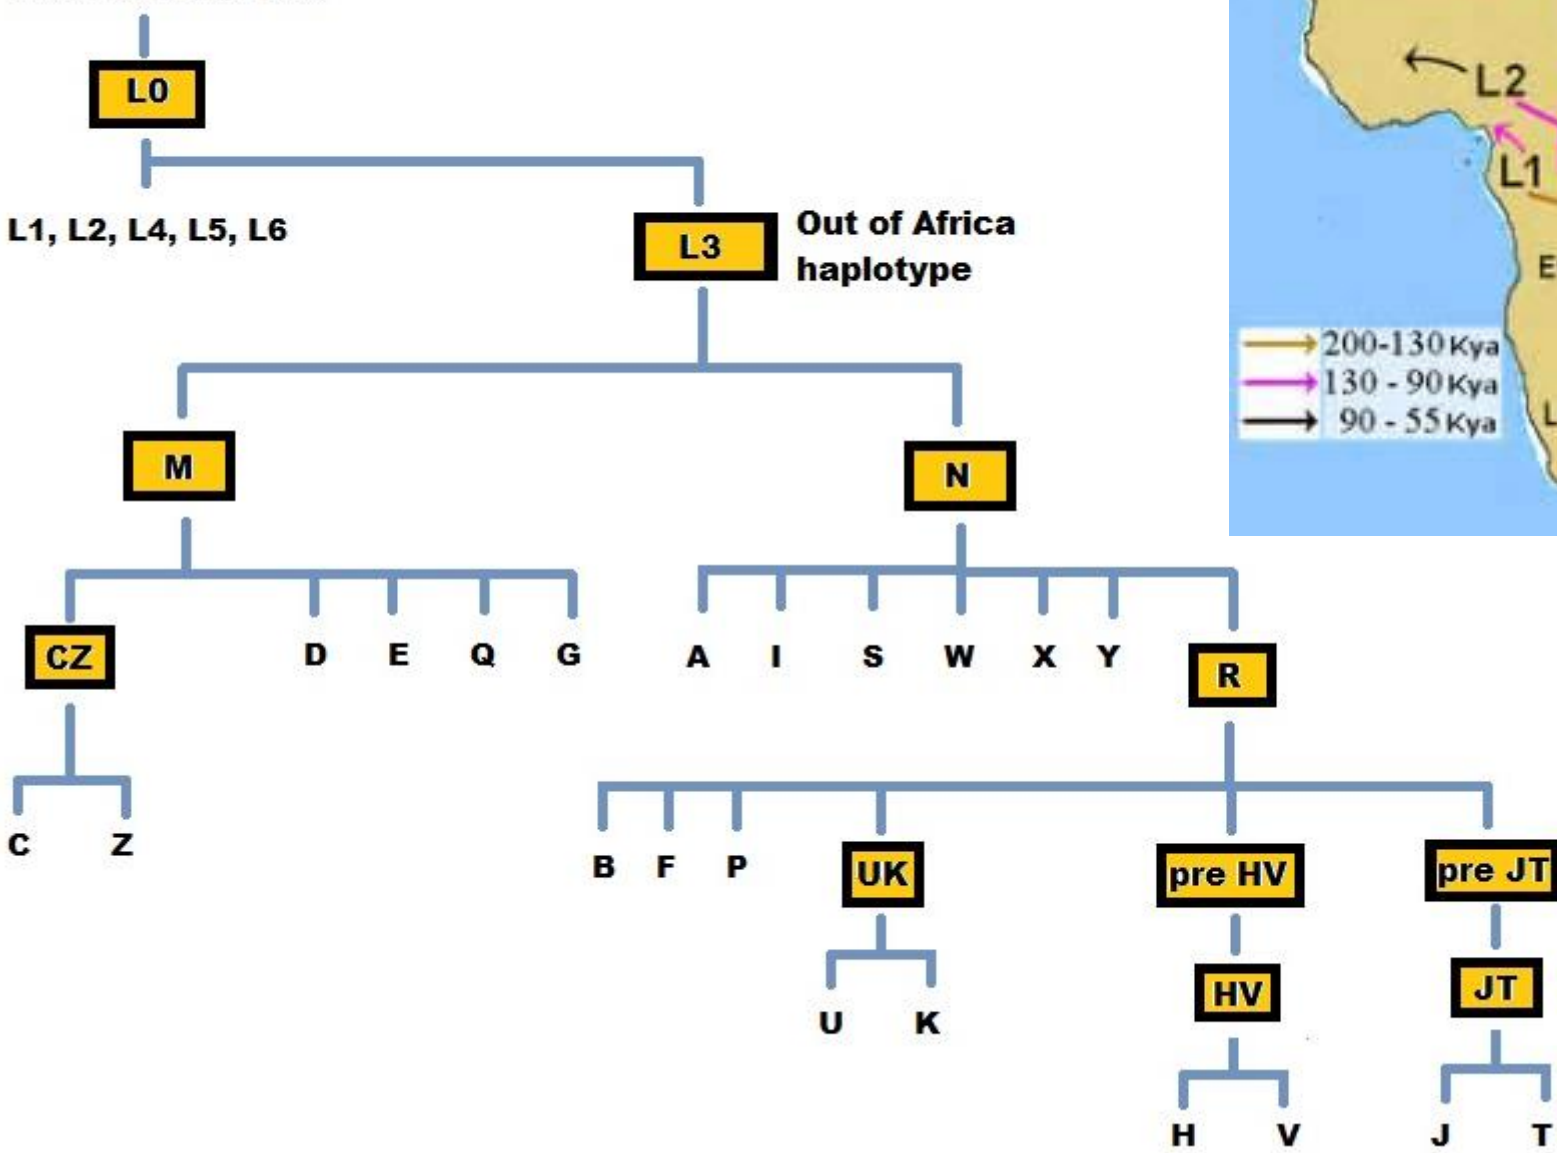 L0
L1, L2, L4, L5, L6
L3
Out of Africa
haplotype
M
N
CZ
D E Q G
A I S W X Y
R
C Z
B F P
UK
pre HV
pre JT
U K
HV
JT
H V
J T
L2
L1
E
200-130 Kya
130 - 90 Kya
90 - 55 Kya
L